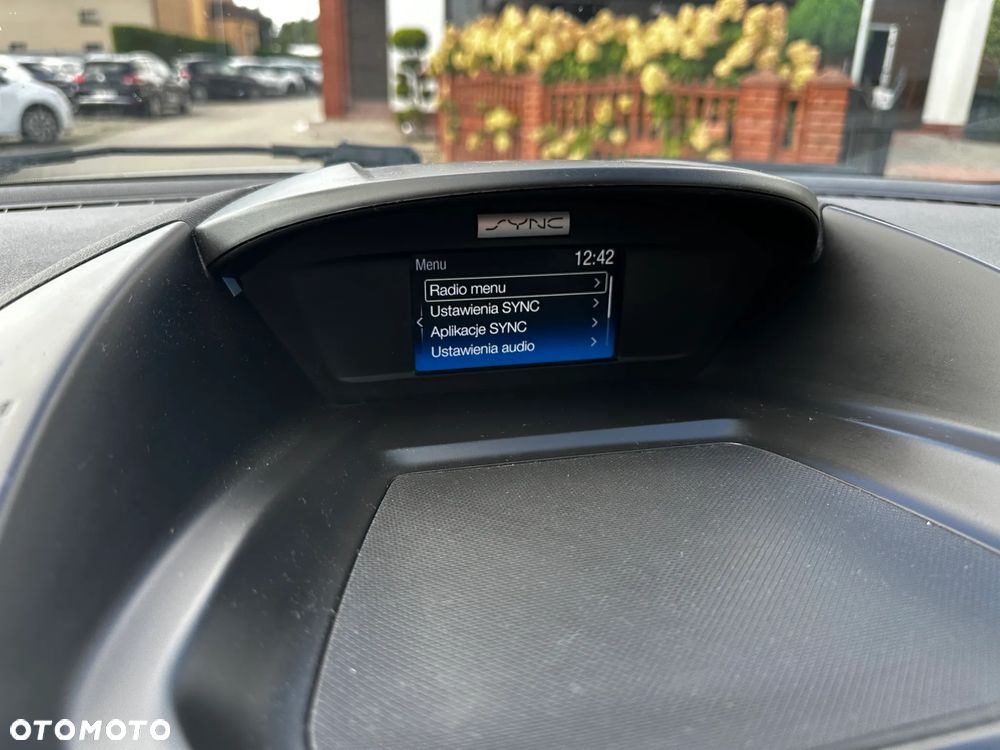 SYNC
Menu 12:42
Radio menu
Ustawienia SYNC
Aplikacje SYNC
Ustawienia audio
OTOMOTO